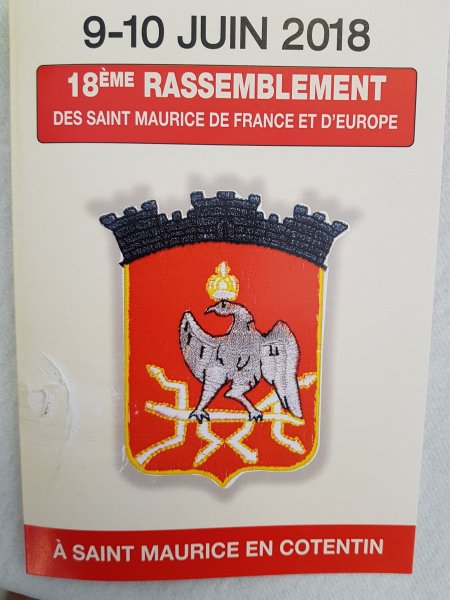 9-10 JUIN 2018
18ÈME RASSEMBLEMENT
DES SAINT MAURICE DE FRANCE ET D'EUROPE
À SAINT MAURICE EN COTENTIN